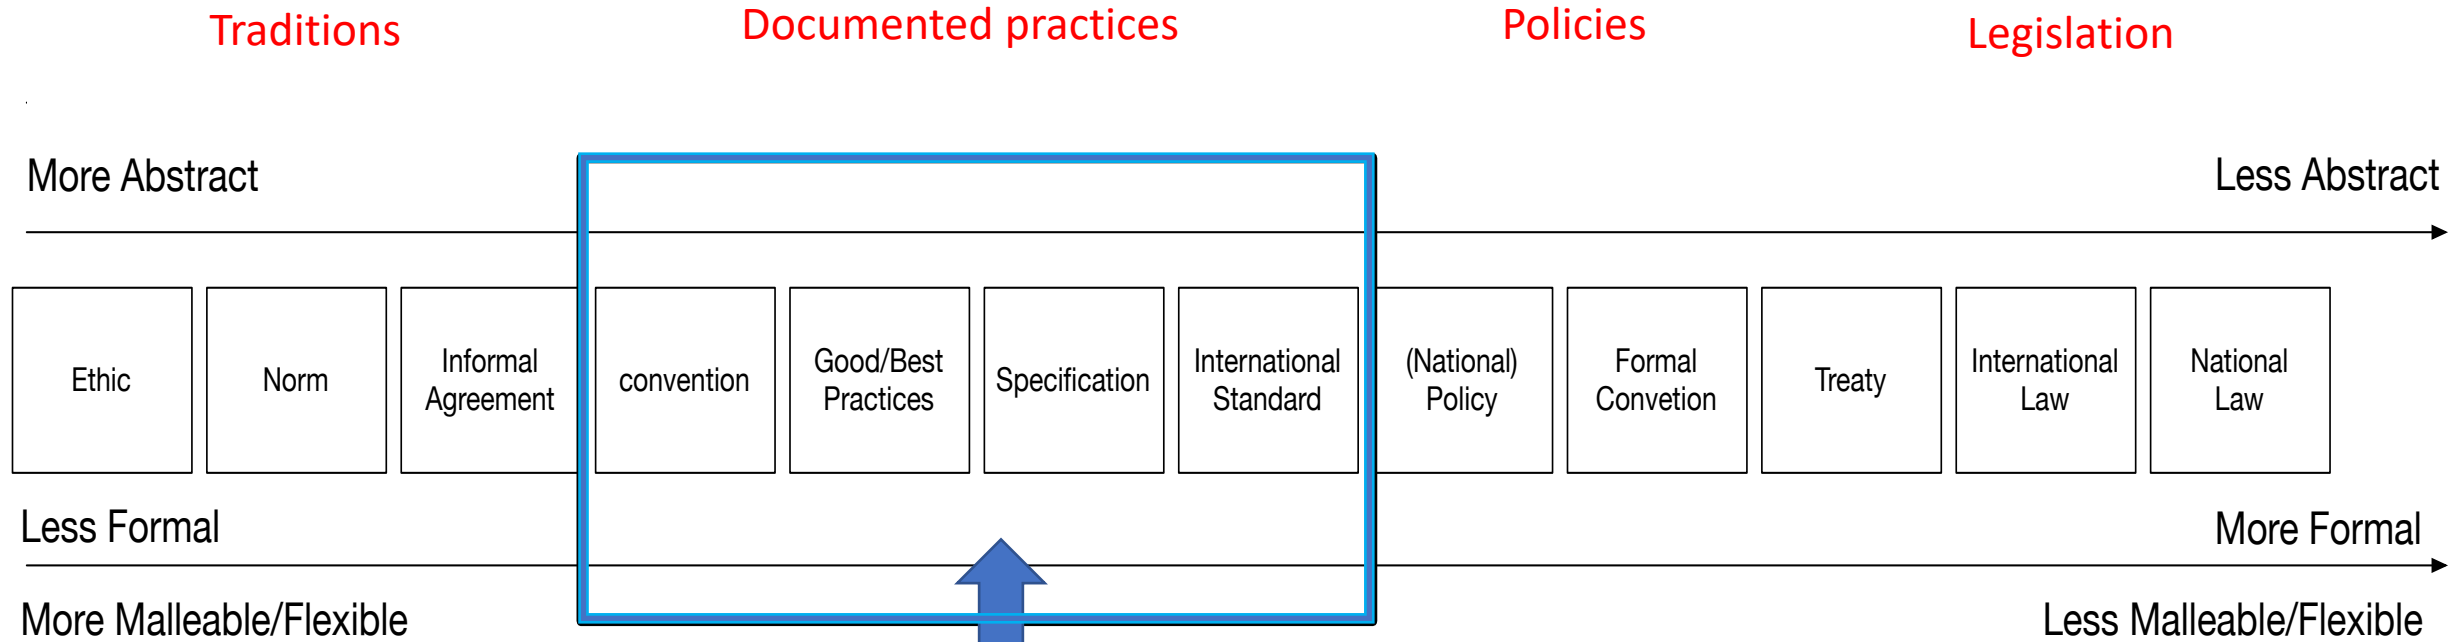 Traditions
Documented practices
Policies
Legislation
More Abstract
Less Abstract
Ethic
Norm
Informal
Agreement
convention
Good/Best
Practices
Specification
International
Standard
(National)
Policy
Formal
Convetion
Treaty
International
Law
National
Law
Less Formal
More Formal
More Malleable/Flexible
Less Malleable/Flexible